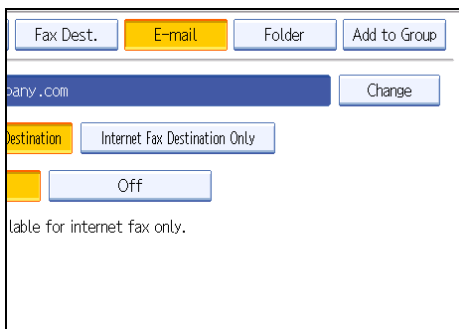 Fax Dest. E-mail Folder Add to Group
pany.com Change
Destination Internet Fax Destination Only
Off
lable for internet fax only.